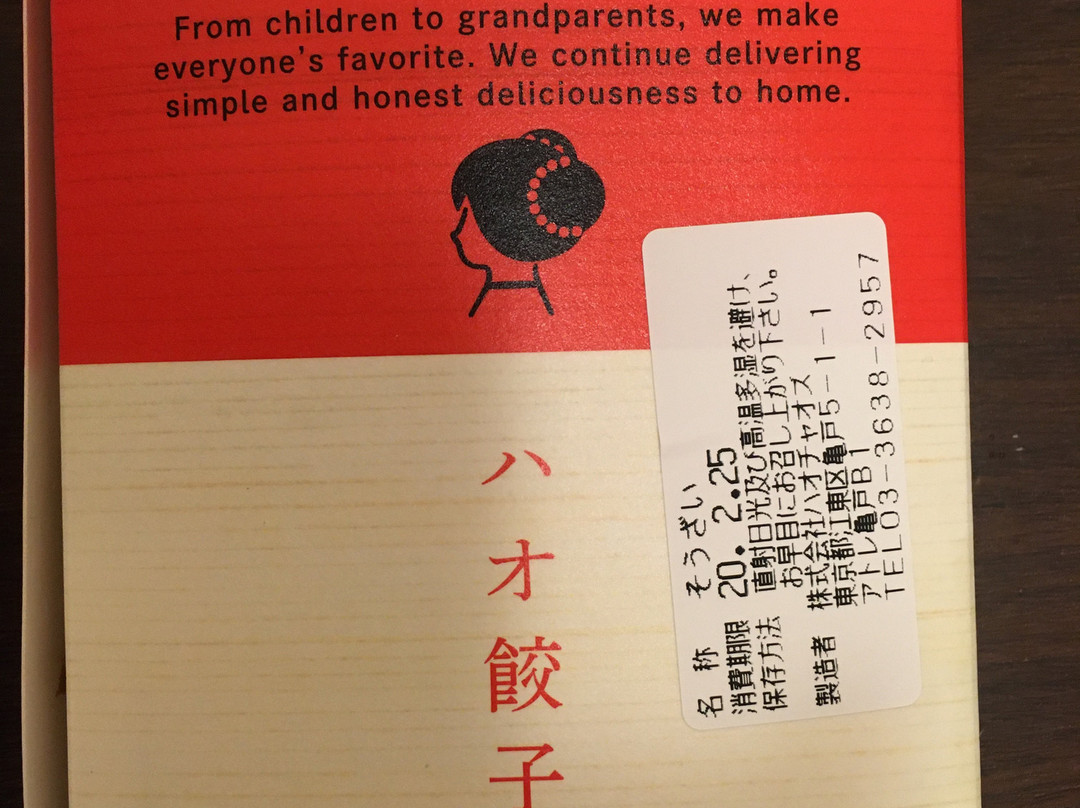 From children to grandparents, we make
everyone's favorite. We continue delivering
simple and honest deliciousness to home.
ハオ餃子
名 称 そうざい
消費期限 20. 2.25
保存方法 直射日光及び高温多湿を避け、
お早目にお召し上がり下さい。
製造者 株式会社ハオチャオズ
東京都江東区亀戸5-1-1
アトレ亀戸B1
TEL03-3638-2957